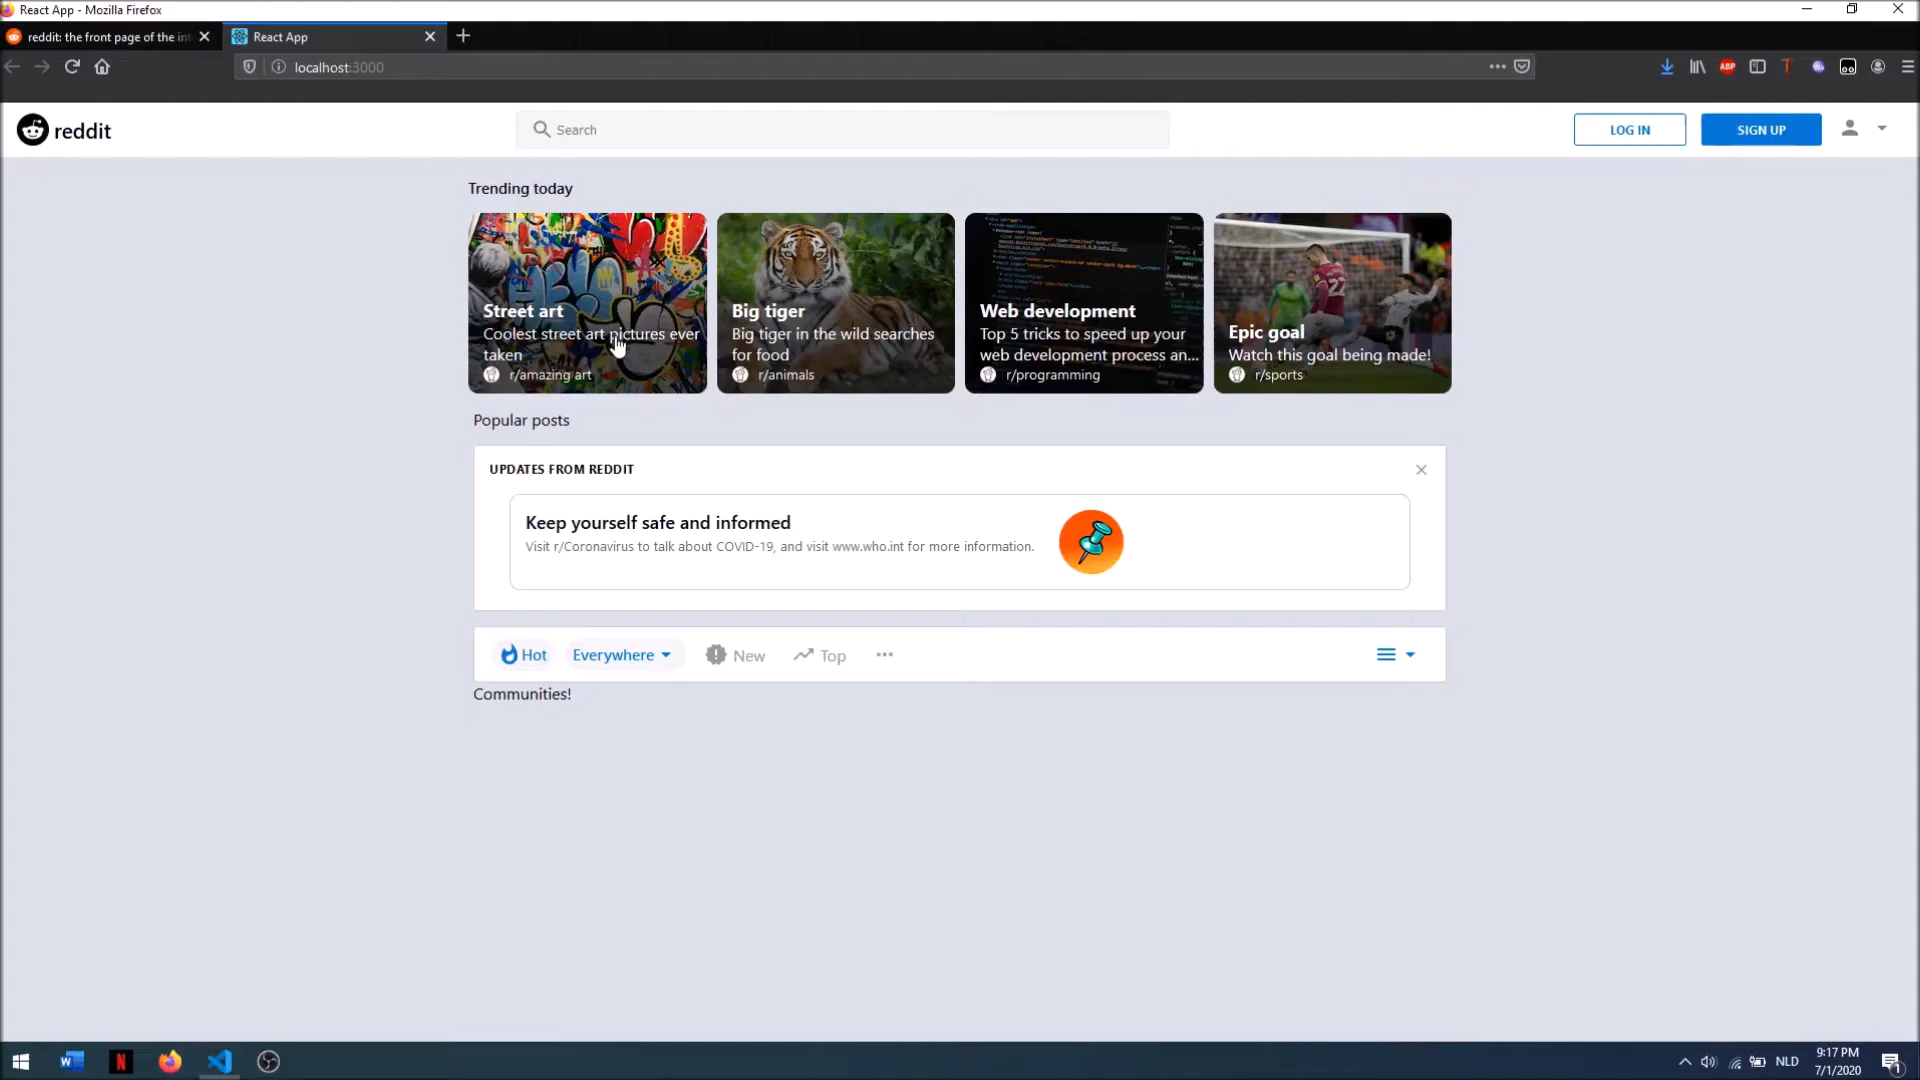 React App - Mozilla Firefox
reddit: the front page of the int
React App
localhost:3000
ABP
reddit
Search
LOG IN
SIGN UP
Trending today
Street art
Coolest street art pictures ever
taken
r/amazing art
Big tiger
Big tiger in the wild searches
for food
r/animals
Web development
Top 5 tricks to speed up your
web development process an...
r/programming
22
Epic goal
Watch this goal being made!
r/sports
Popular posts
UPDATES FROM REDDIT
Keep yourself safe and informed
Visit r/Coronavirus to talk about COVID-19, and visit www.who.int for more information.
Hot
Everywhere
New
Top
Communities!
NLD
9:17 PM
7/1/2020
1